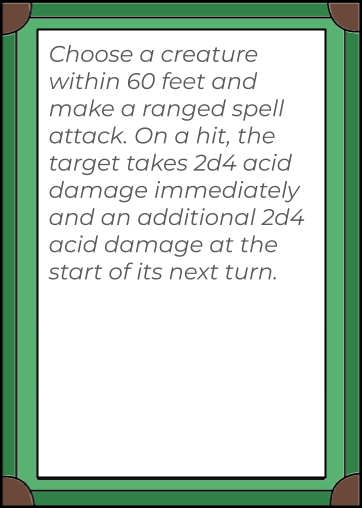 Choose a creature
within 60 feet and
make a ranged spell
attack. On a hit, the
target takes 2d4 acid
damage immediately
and an additional 2d4
acid damage at the
start of its next turn.